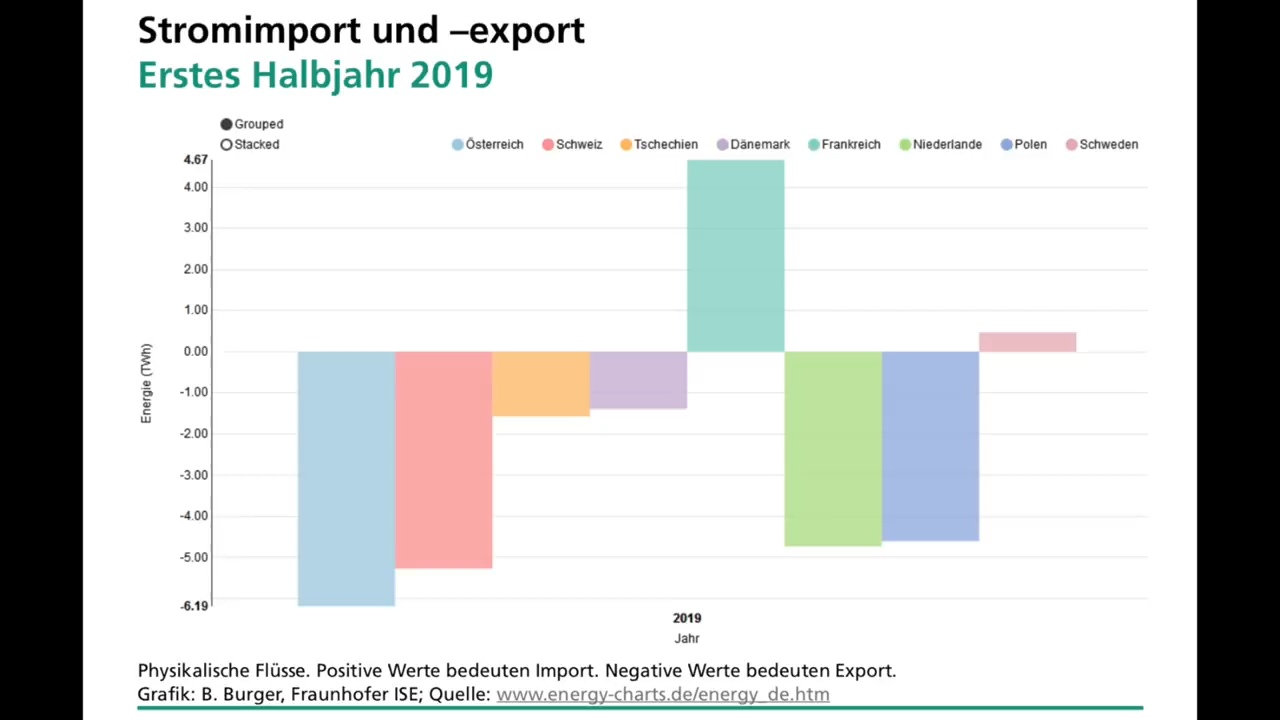 Stromimport und –export
Erstes Halbjahr 2019
Grouped
Stacked
Österreich Schweiz Tschechien Dänemark Frankreich Niederlande Polen Schweden
4.67
4.00
3.00
2.00
1.00
0.00
-1.00
-2.00
-3.00
-4.00
-5.00
-6.19
Energie (TWh)
2019
Jahr
Physikalische Flüsse. Positive Werte bedeuten Import. Negative Werte bedeuten Export.
Grafik: B. Burger, Fraunhofer ISE; Quelle: www.energy-charts.de/energy_de.htm